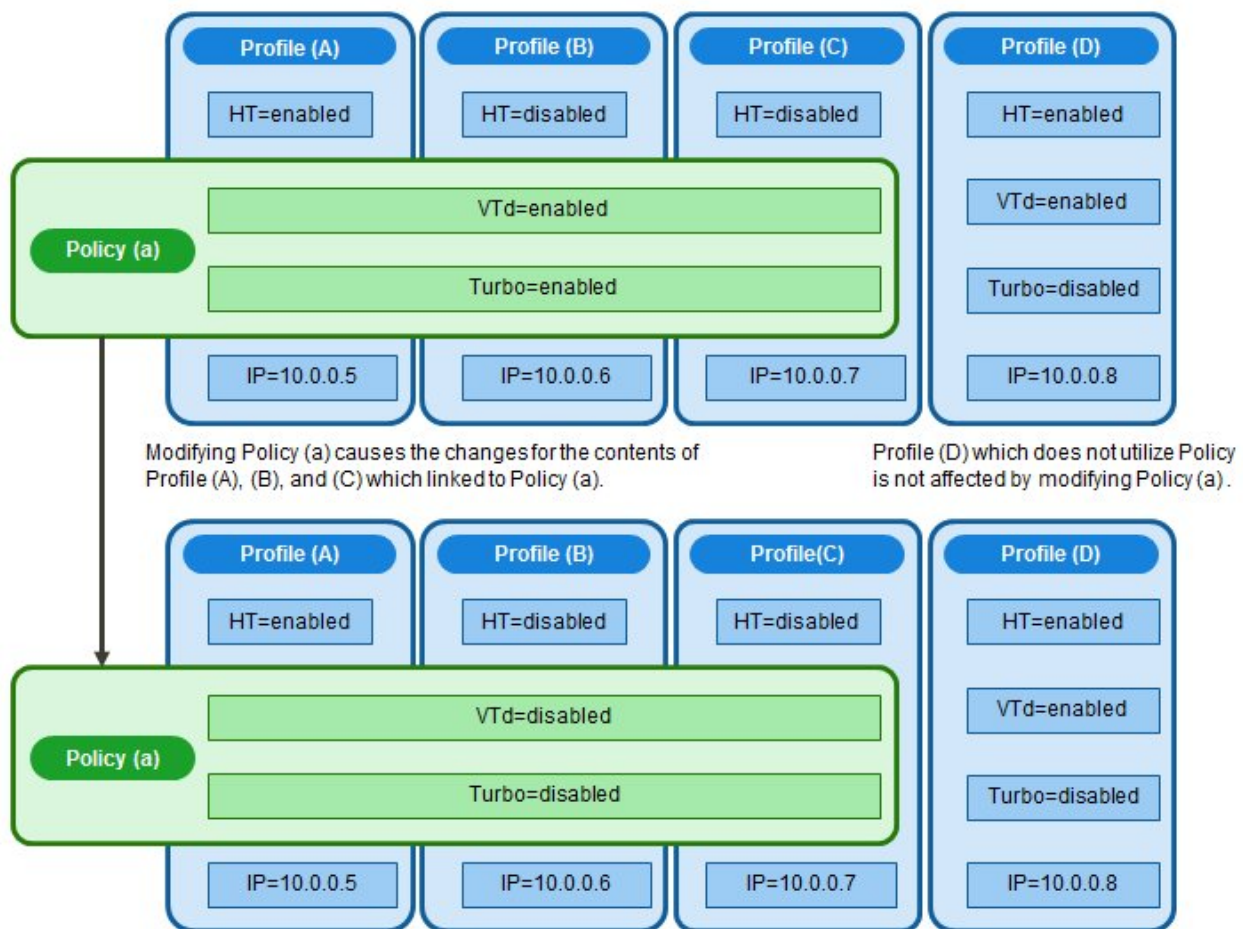 Profile (A)
Profile (B)
Profile (C)
Profile (D)
HT=enabled
HT=disabled
HT=disabled
HT=enabled
VTd=enabled
VTd=enabled
Policy (a)
Turbo=enabled
Turbo=disabled
IP=10.0.0.5
IP=10.0.0.6
IP=10.0.0.7
IP=10.0.0.8
Modifying Policy (a) causes the changes for the contents of
Profile (A), (B), and (C) which linked to Policy (a).
Profile (D) which does not utilize Policy
is not affected by modifying Policy (a) .
Profile (A)
Profile (B)
Profile(C)
Profile (D)
HT=enabled
HT=disabled
HT=disabled
HT=enabled
VTd=disabled
VTd=enabled
Policy (a)
Turbo=disabled
Turbo=disabled
IP=10.0.0.5
IP=10.0.0.6
IP=10.0.0.7
IP=10.0.0.8